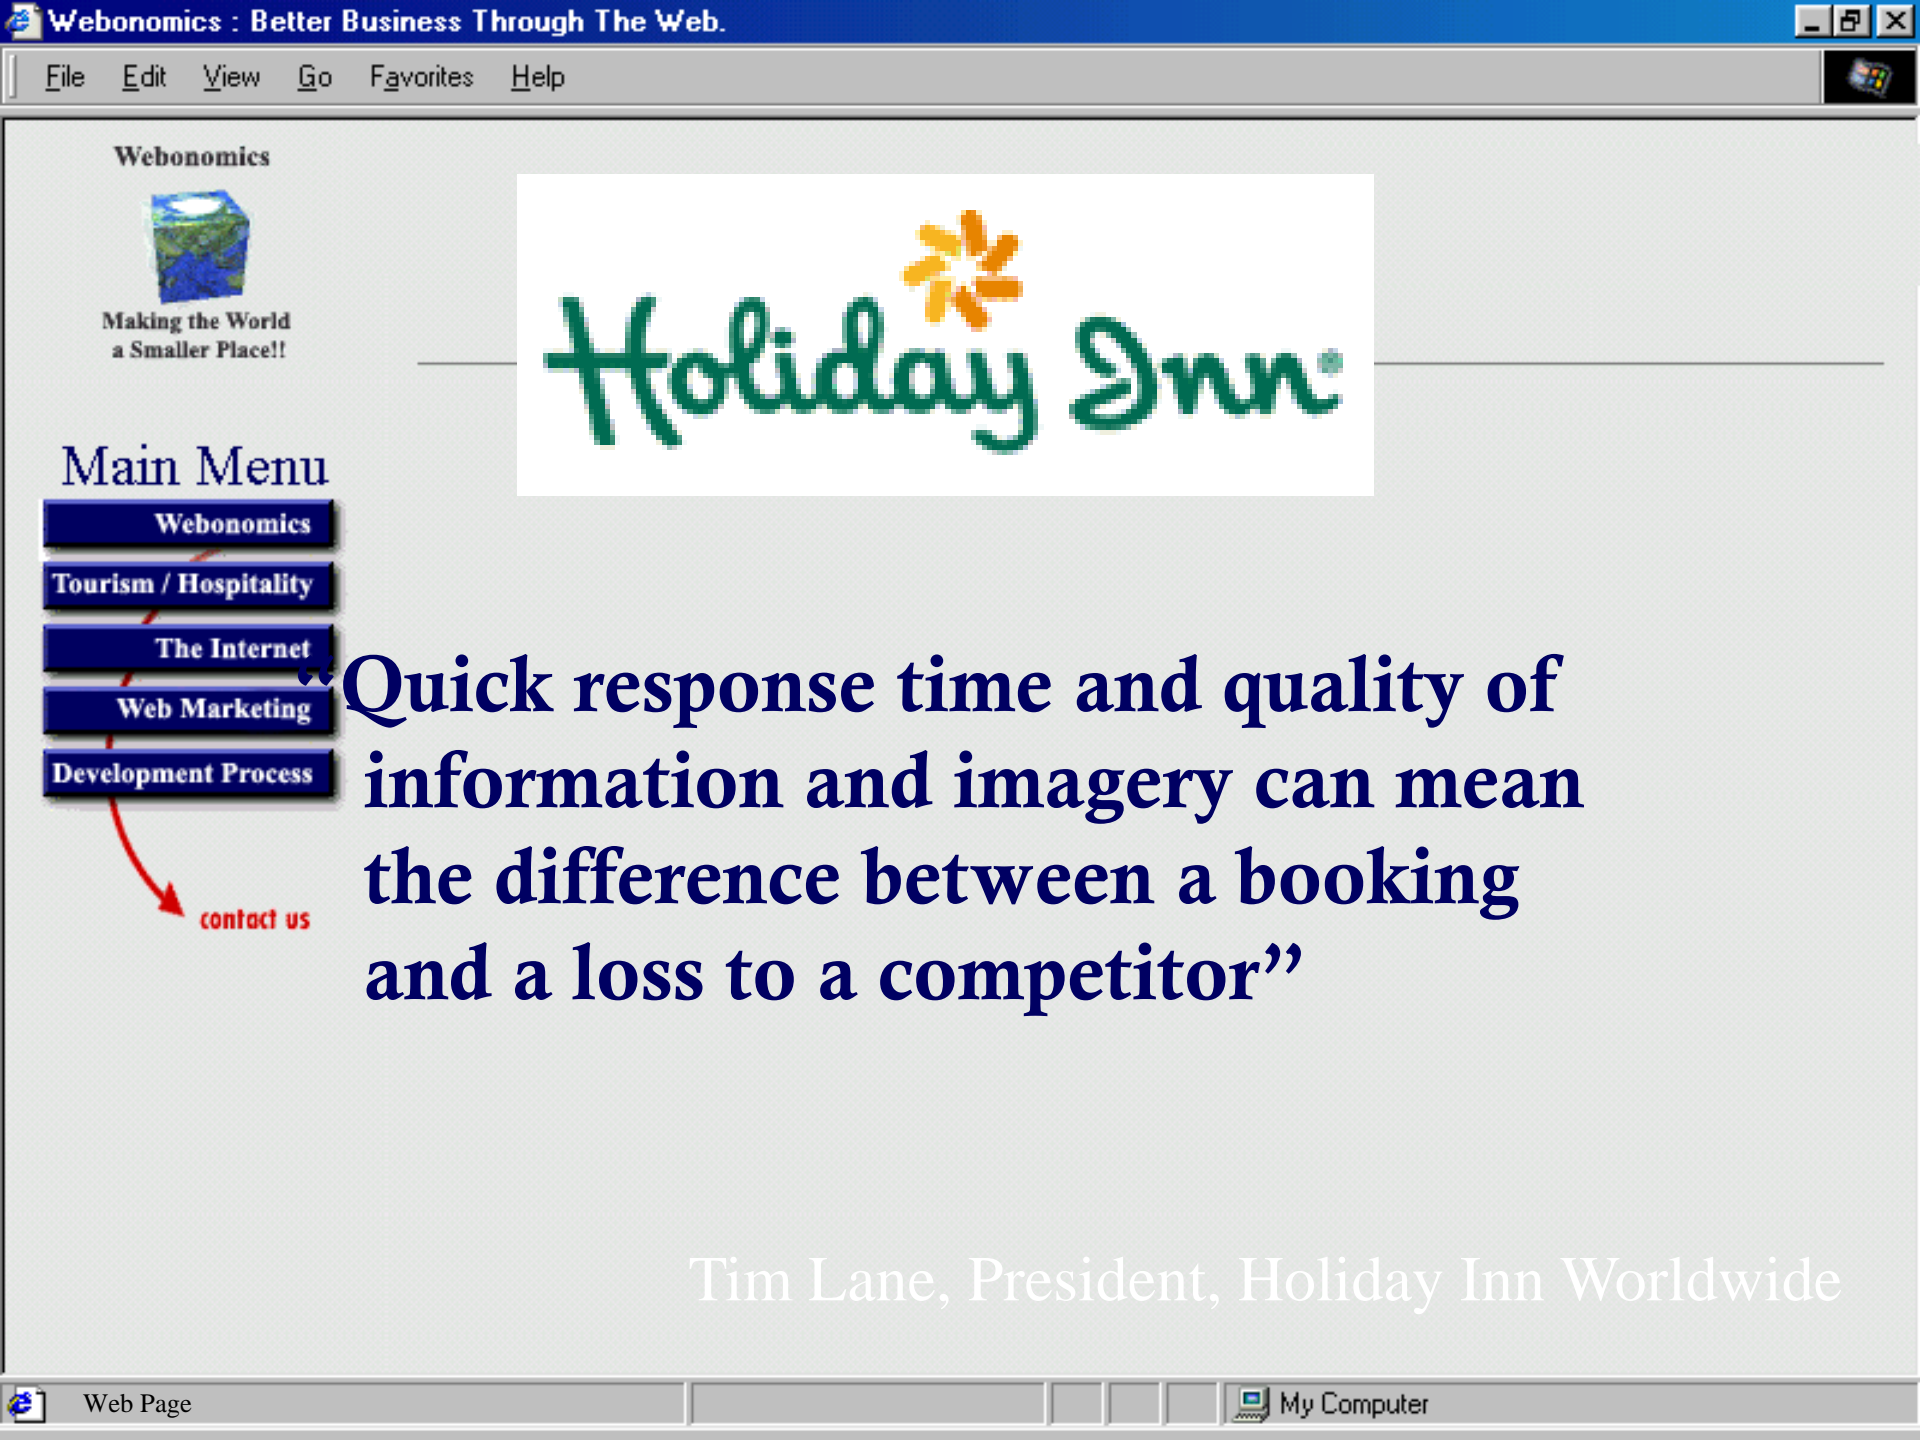 Webonomics : Better Business Through The Web.
File Edit View Go Favorites Help
Webonomics
Making the World
a Smaller Place!!
Holiday Inn®
Main Menu
Webonomics
Tourism / Hospitality
The Internet
Web Marketing
Development Process
contact us
“Quick response time and quality of
information and imagery can mean
the difference between a booking
and a loss to a competitor”
Tim Lane, President, Holiday Inn Worldwide
Web Page
My Computer